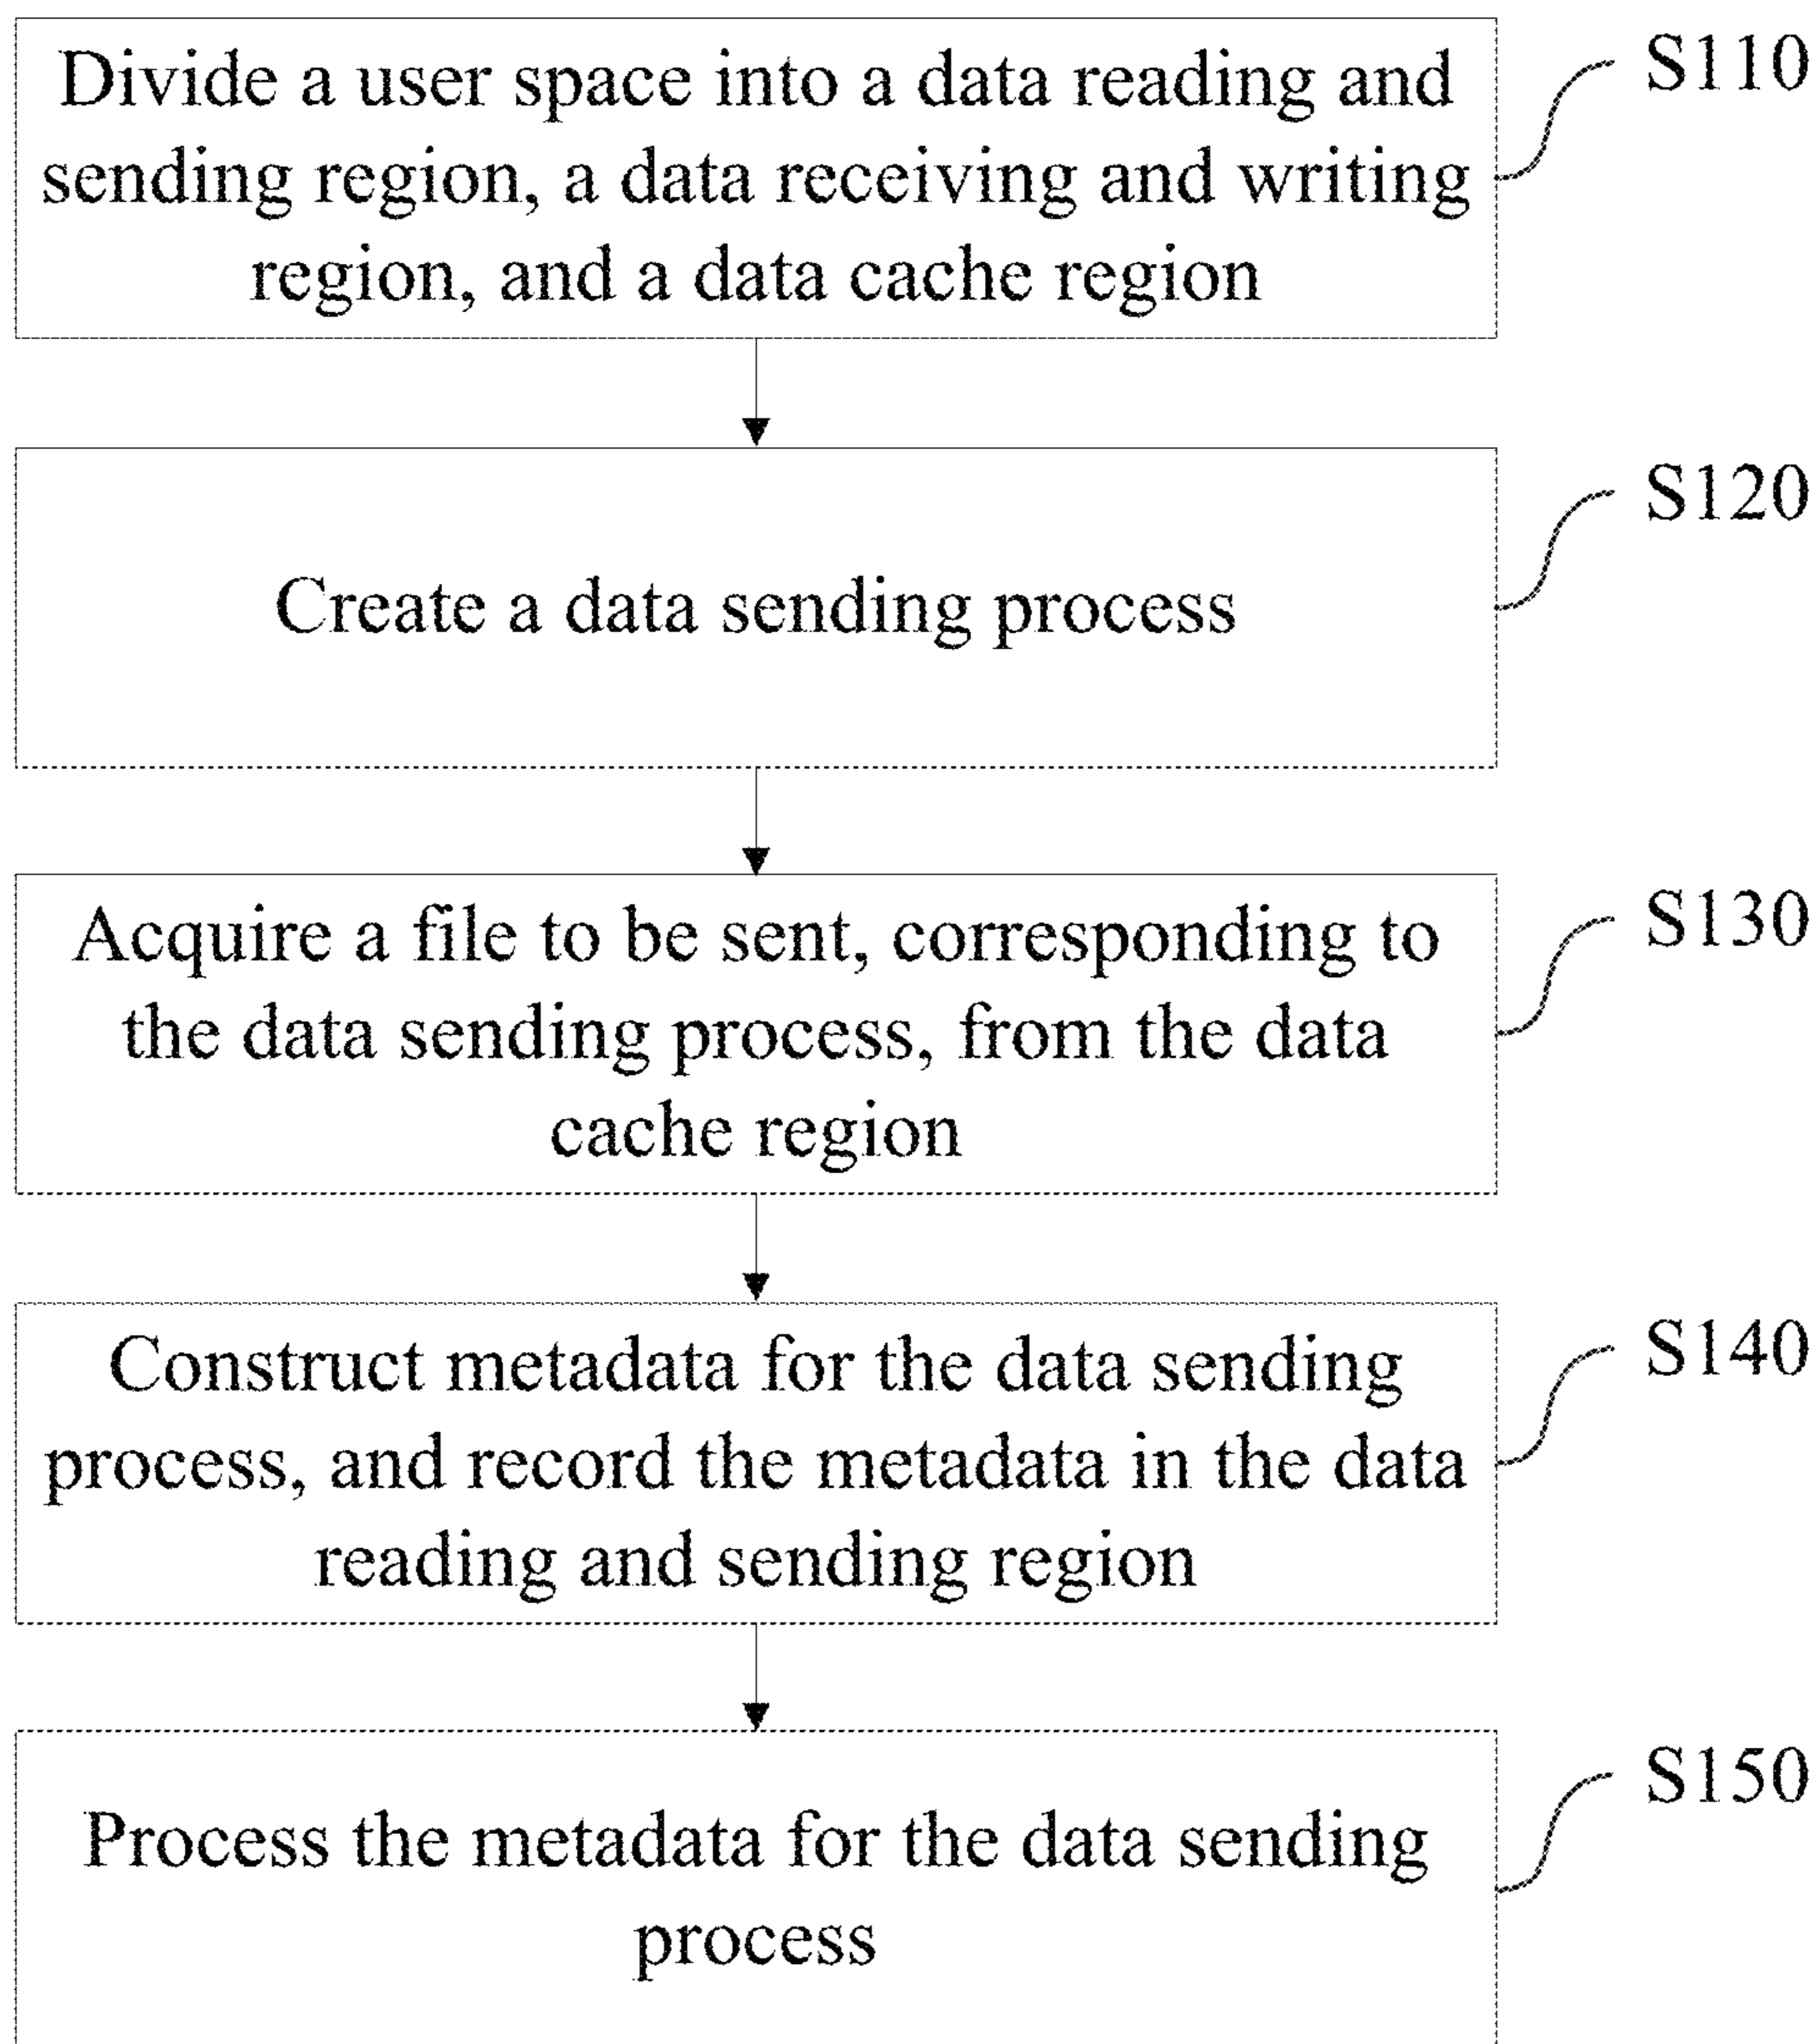 Divide a user space into a data reading and
sending region, a data receiving and writing
region, and a data cache region
S110
Create a data sending process
S120
Acquire a file to be sent, corresponding to
the data sending process, from the data
cache region
S130
Construct metadata for the data sending
process, and record the metadata in the data
reading and sending region
S140
Process the metadata for the data sending
process
S150